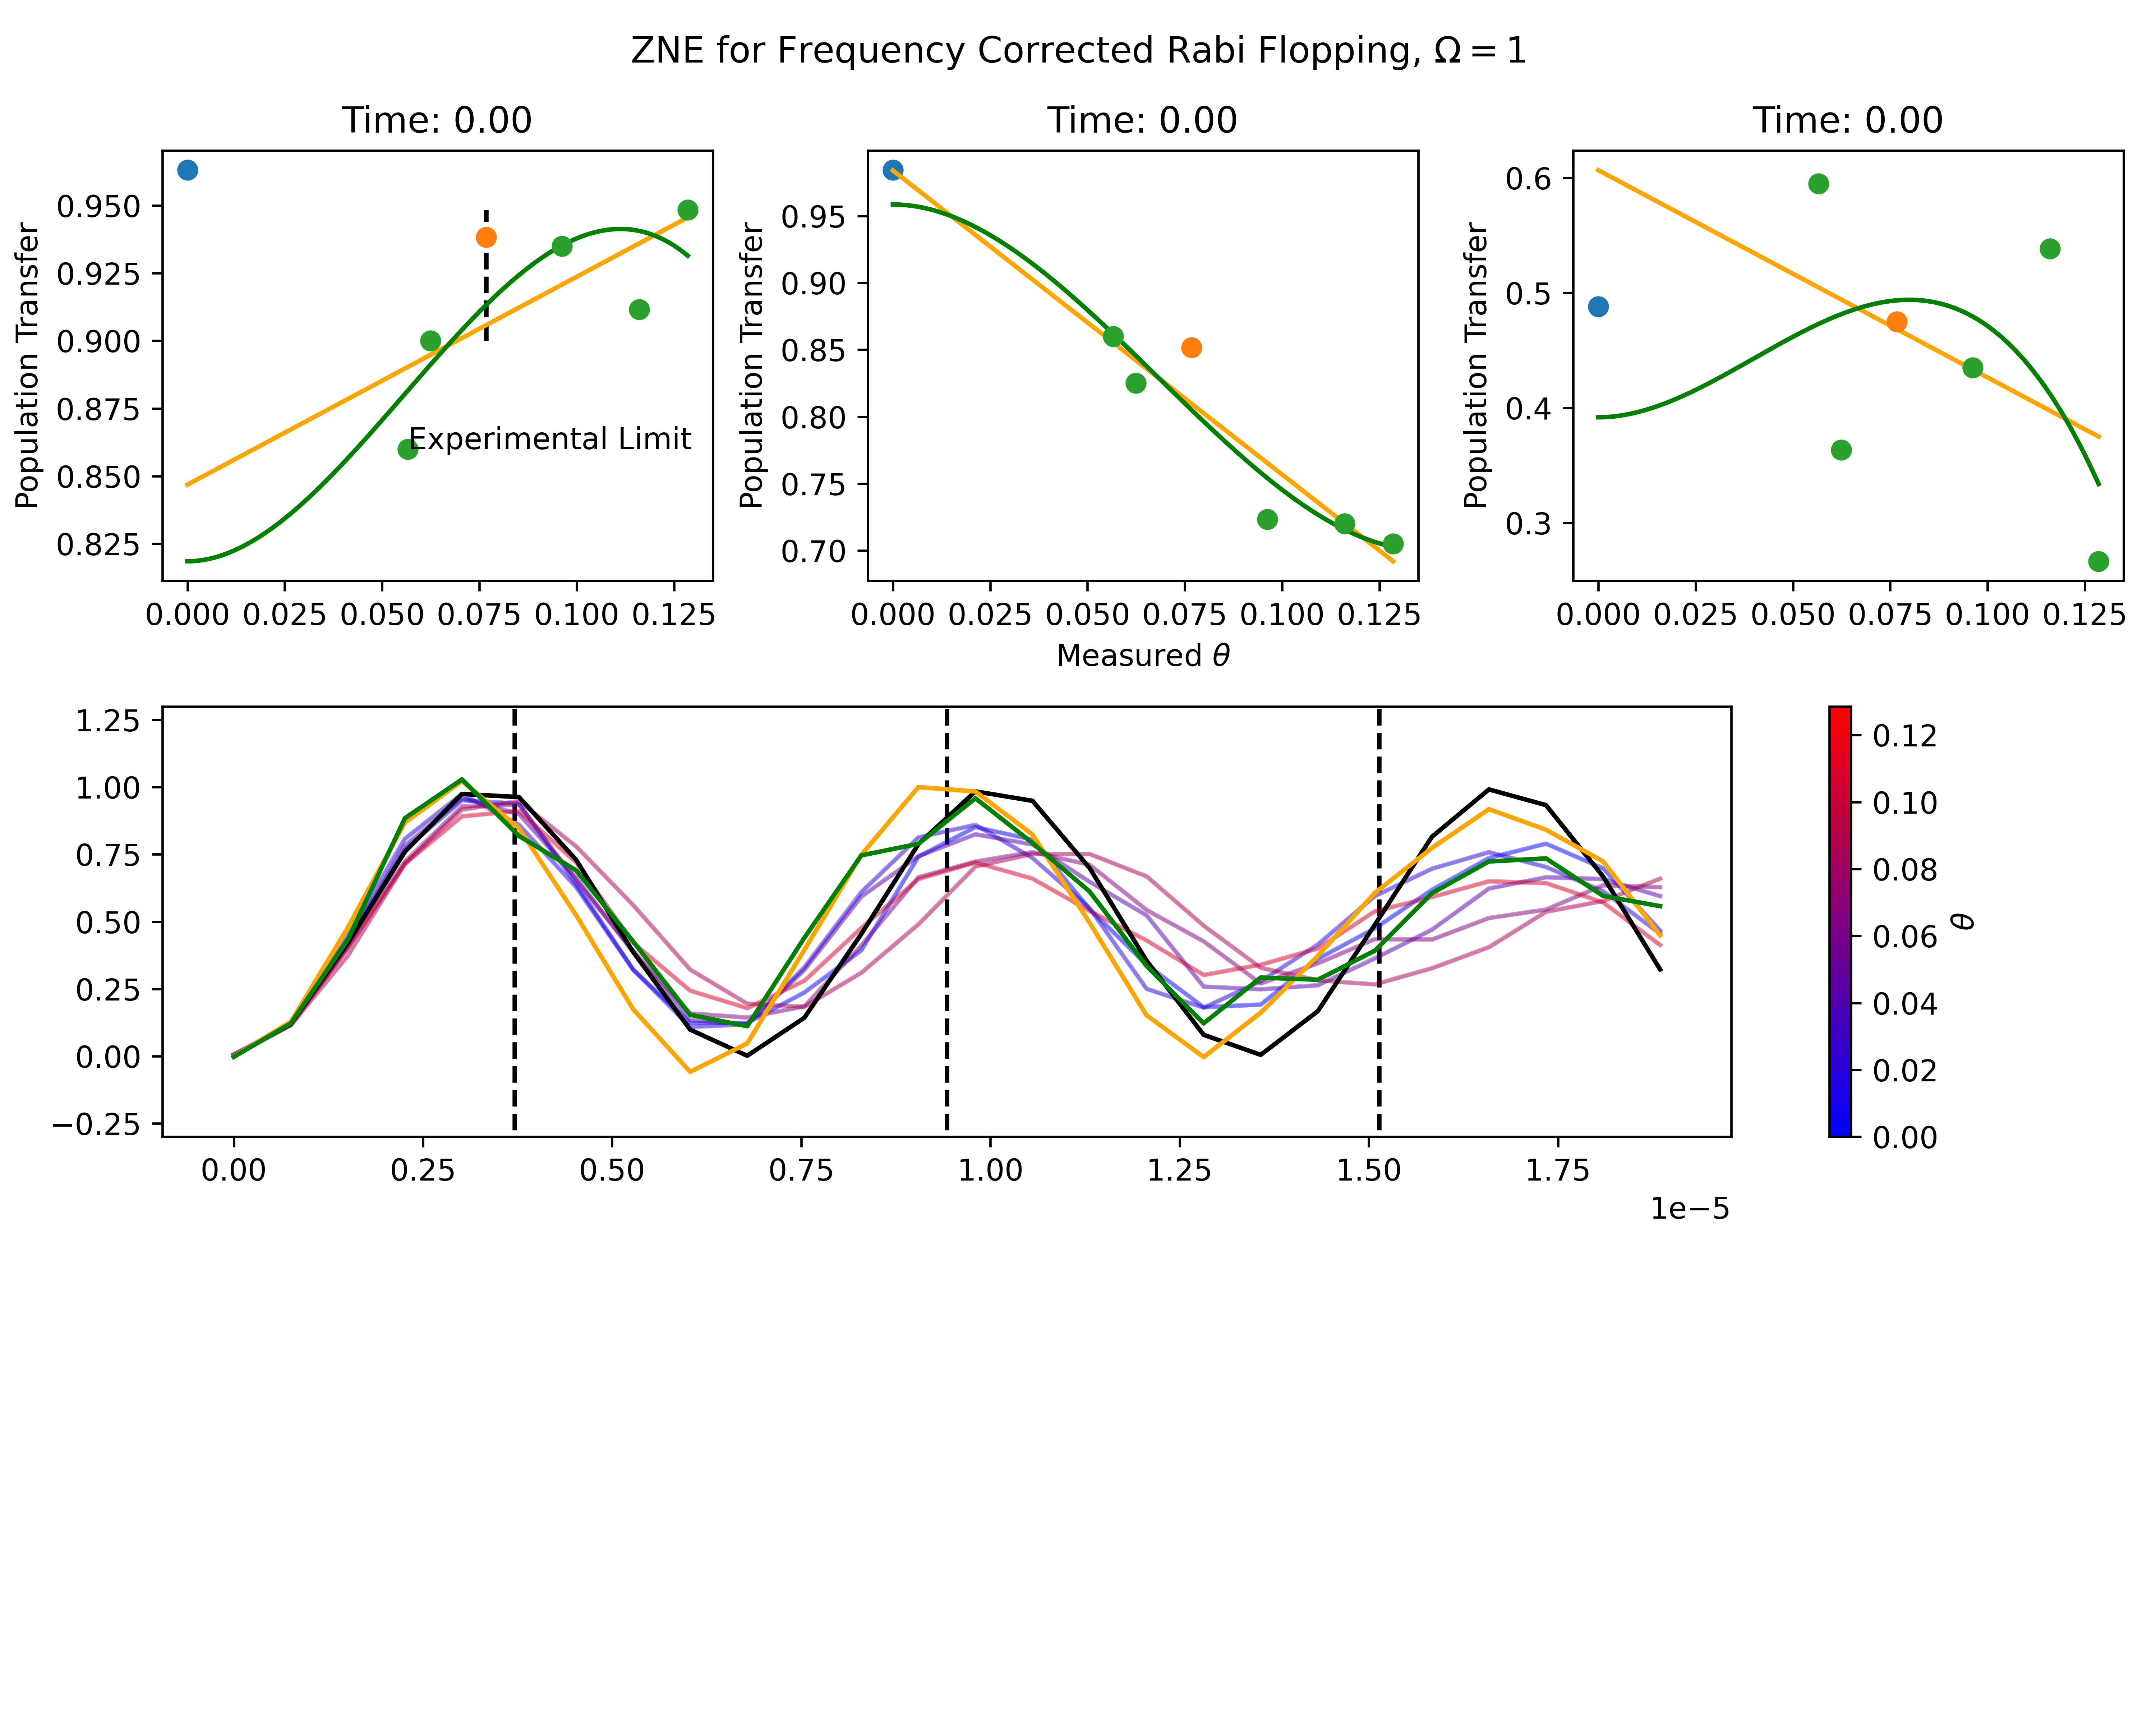 ZNE for Frequency Corrected Rabi Flopping, Ω = 1
Time: 0.00
Time: 0.00
Time: 0.00
Population Transfer
0.950
0.925
0.900
0.875
0.850
0.825
Experimental Limit
0.000 0.025 0.050 0.075 0.100 0.125
Population Transfer
0.95
0.90
0.85
0.80
0.75
0.70
0.000 0.025 0.050 0.075 0.100 0.125
Measured θ
Population Transfer
0.6
0.5
0.4
0.3
0.000 0.025 0.050 0.075 0.100 0.125
1.25
1.00
0.75
0.50
0.25
0.00
−0.25
0.00 0.25 0.50 0.75 1.00 1.25 1.50 1.75
1e−5
0.12
0.10
0.08
0.06
0.04
0.02
0.00
θ